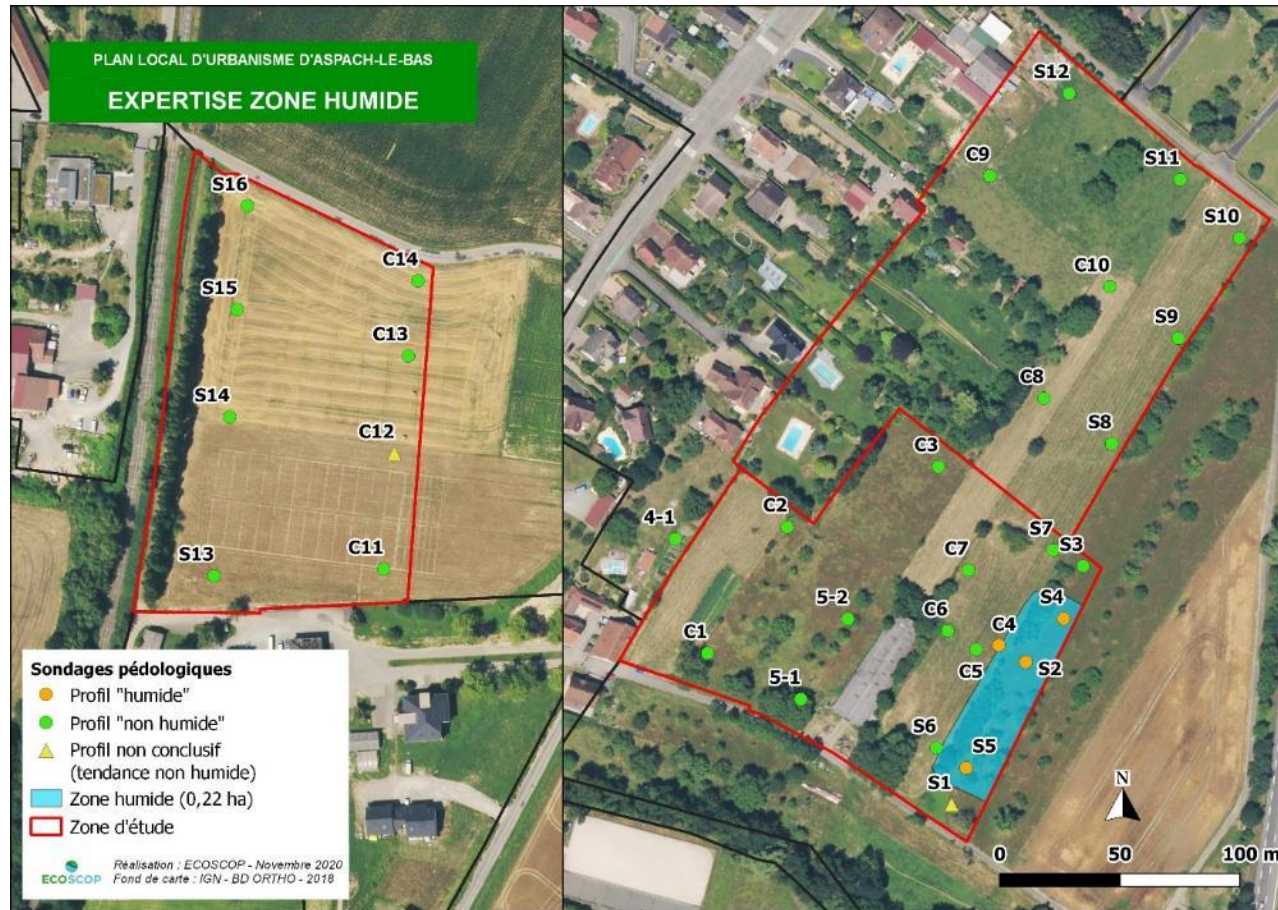 PLAN LOCAL D'URBANISME D'ASPACH-LE-BAS
EXPERTISE ZONE HUMIDE
S16
C14
S15
C13
S14
C12
S13
C11
Sondages pédologiques
Profil "humide"
Profil "non humide"
Profil non conclusif
(tendance non humide)
Zone humide (0,22 ha)
Zone d'étude
ECOSCOP
Réalisation : ECOSCOP - Novembre 2020
Fond de carte : IGN - BD ORTHO - 2018
S12
C9
S11
S10
C10
S9
C8
S8
C3
C2
4-1
S7
S3
C7
5-2
S4
C6
C4
C1
C5
S2
5-1
S6
S5
S1
N
0 50 100 m